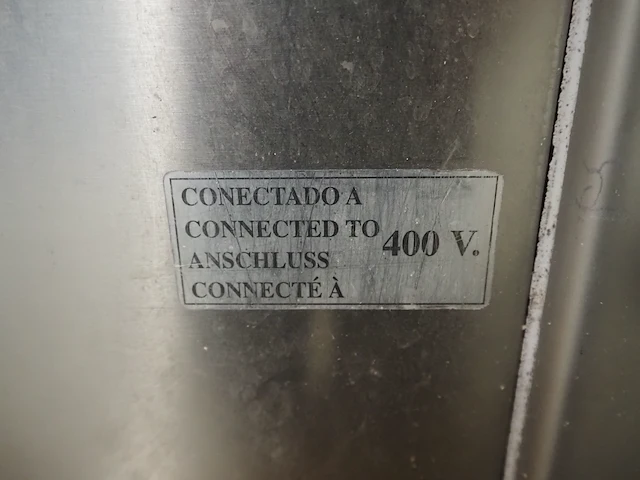 CONECTADO A
CONNECTED TO
400 V.
ANSCHLUSS
CONNECTÉ À